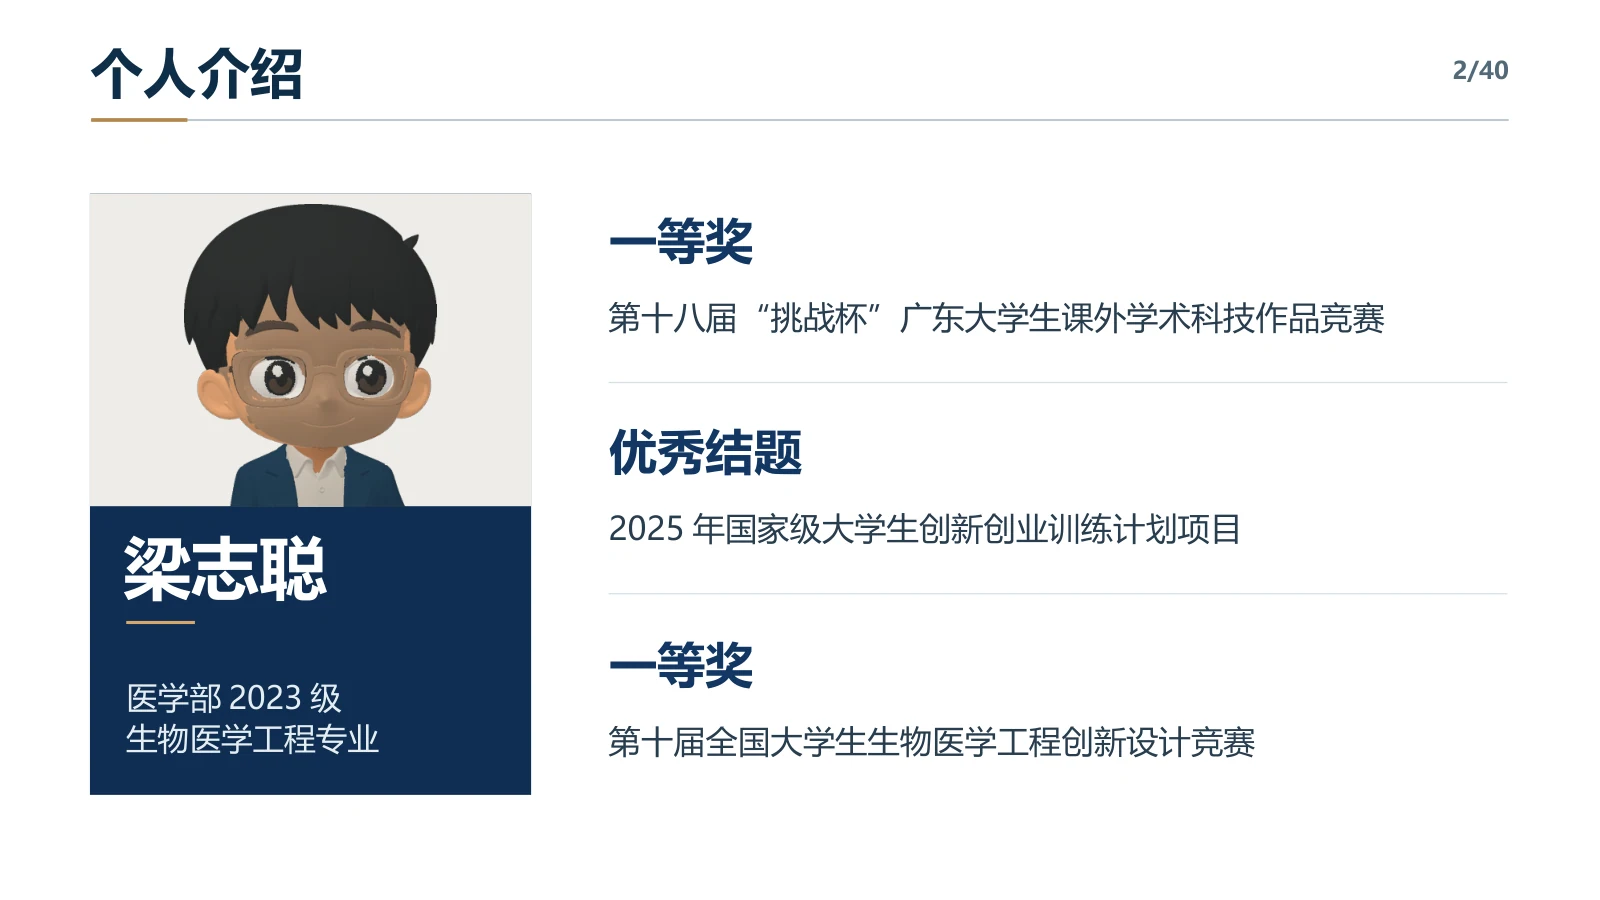 个人介绍
2/40
梁志聪
医学部 2023 级
生物医学工程专业
一等奖
第十八届“挑战杯”广东大学生课外学术科技作品竞赛
优秀结题
2025 年国家级大学生创新创业训练计划项目
一等奖
第十届全国大学生生物医学工程创新设计竞赛